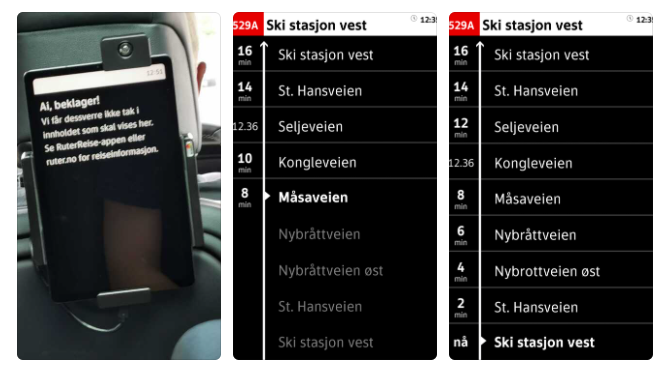 12:51
Ai, beklager!
Vi får dessverre ikke tak i
innholdet som skal vises her.
Se RuterReise-appen eller
ruter.no for reiseinformasjon.
529A Ski stasjon vest
16 min Ski stasjon vest
14 min St. Hansveien
12.36 Seljeveien
10 min Kongleveien
8 min Måsaveien
Nybråttveien
Nybråttveien øst
St. Hansveien
Ski stasjon vest
529A Ski stasjon vest
16 min Ski stasjon vest
14 min St. Hansveien
12 min Seljeveien
12.36 Kongleveien
8 min Måsaveien
6 min Nybråttveien
4 min Nybrottveien øst
2 min St. Hansveien
nå Ski stasjon vest